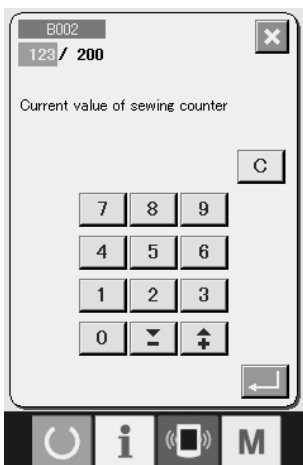 B002
123/ 200
Current value of sewing counter
C
7 8 9
4 5 6
1 2 3
0
i M